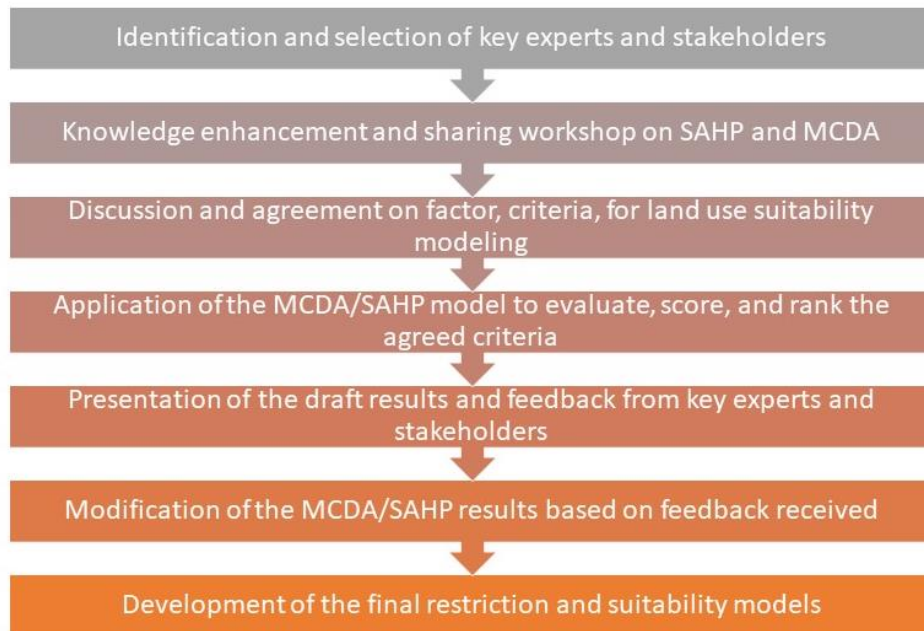 Identification and selection of key experts and stakeholders
Knowledge enhancement and sharing workshop on SAHP and MCDA
Discussion and agreement on factor, criteria, for land use suitability
modeling
Application of the MCDA/SAHP model to evaluate, score, and rank the
agreed criteria
Presentation of the draft results and feedback from key experts and
stakeholders
Modification of the MCDA/SAHP results based on feedback received
Development of the final restriction and suitability models